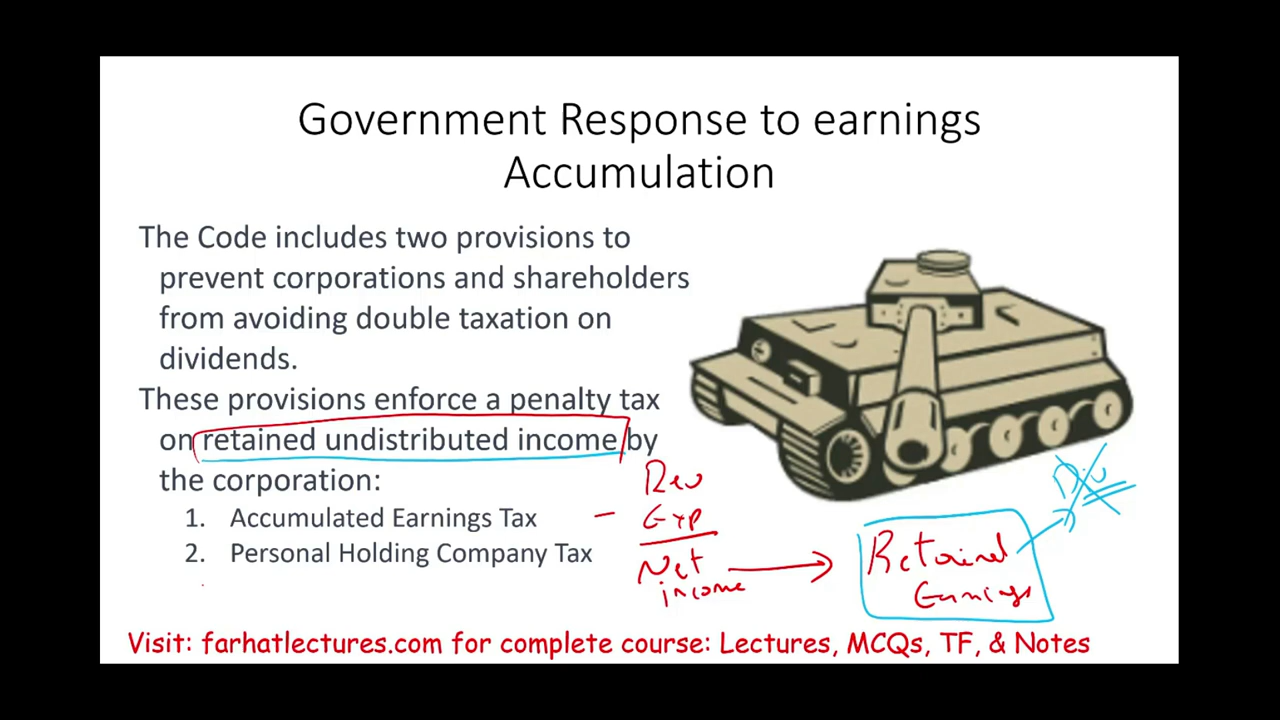 Government Response to earnings
Accumulation
The Code includes two provisions to
prevent corporations and shareholders
from avoiding double taxation on
dividends.
These provisions enforce a penalty tax
on retained undistributed income by
the corporation:
1. Accumulated Earnings Tax
2. Personal Holding Company Tax
Rev
- Exp
Net
income
Retained
Earnings
Div
Visit: farhatlectures.com for complete course: Lectures, MCQs, TF, & Notes